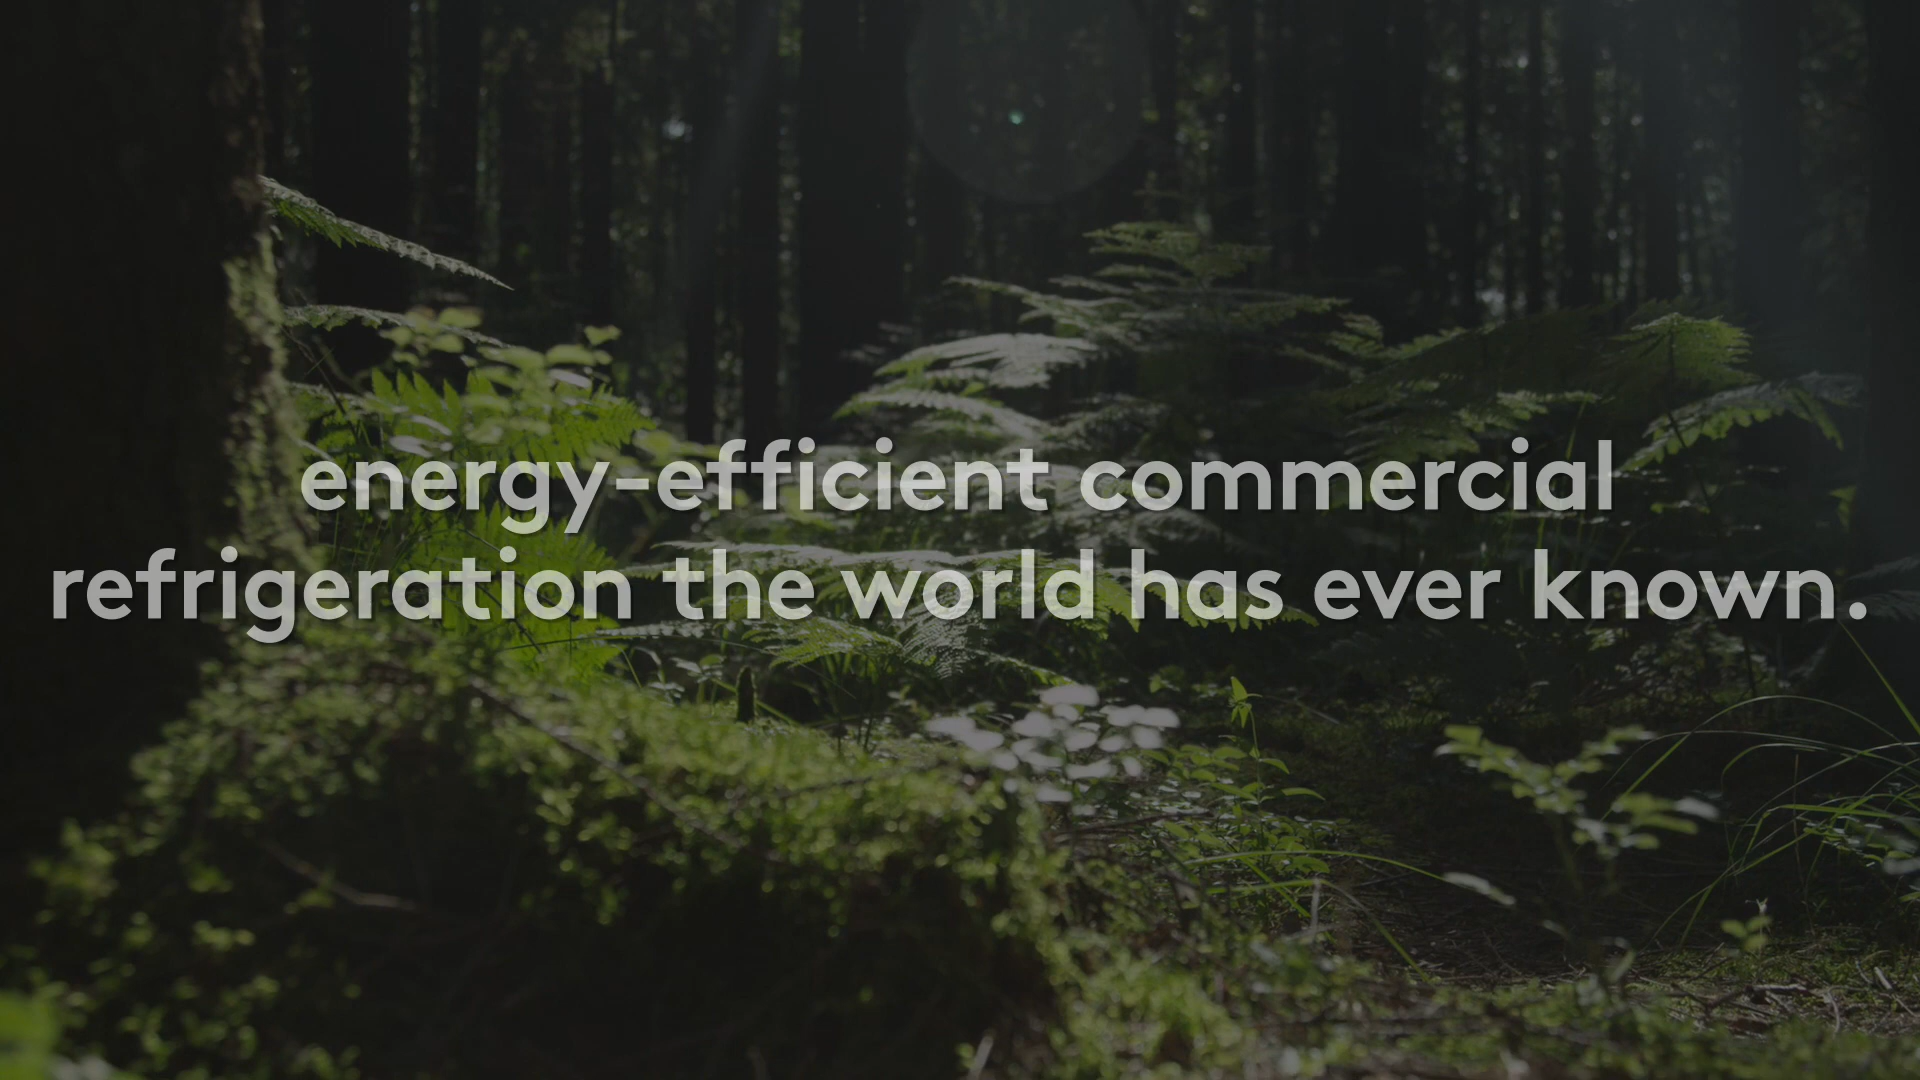 energy-efficient commercial
refrigeration the world has ever known.